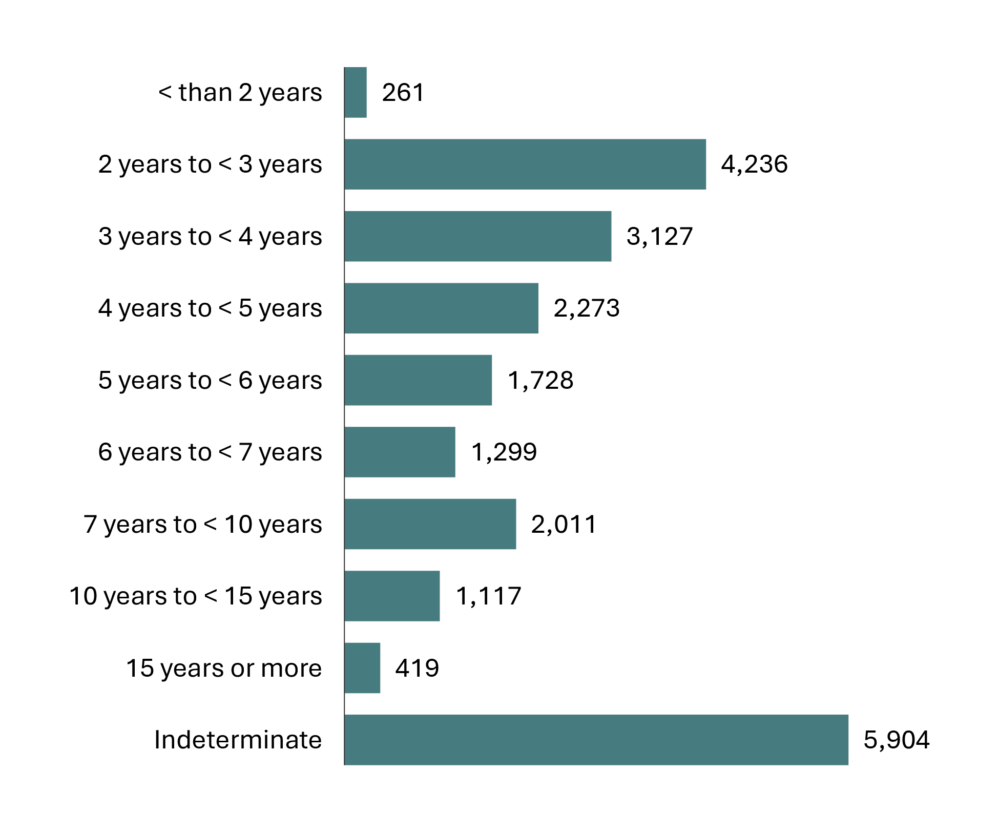 < than 2 years 261
2 years to < 3 years 4,236
3 years to < 4 years 3,127
4 years to < 5 years 2,273
5 years to < 6 years 1,728
6 years to < 7 years 1,299
7 years to < 10 years 2,011
10 years to < 15 years 1,117
15 years or more 419
Indeterminate 5,904